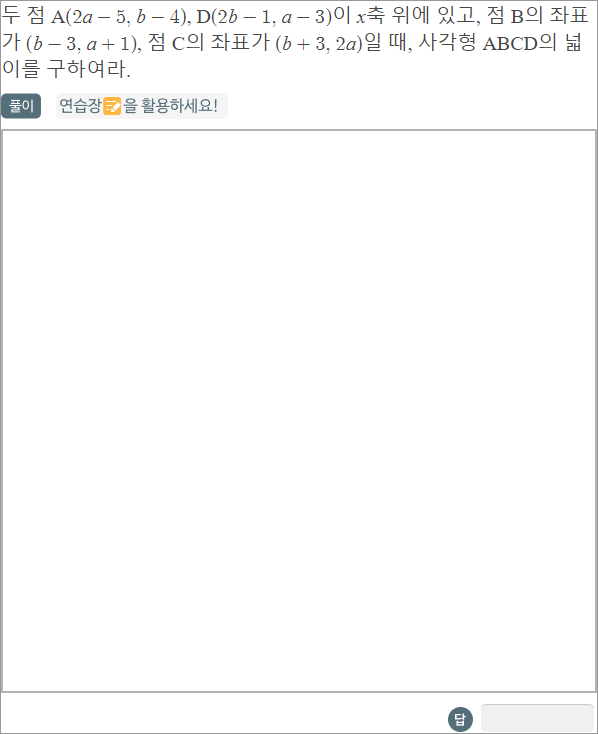 두 점 A(2a − 5, b − 4), D(2b − 1, a − 3)이 x축 위에 있고, 점 B의 좌표
가 (b − 3, a + 1), 점 C의 좌표가 (b + 3, 2a)일 때, 사각형 ABCD의 넓
이를 구하여라.
풀이 연습장을 활용하세요!
답